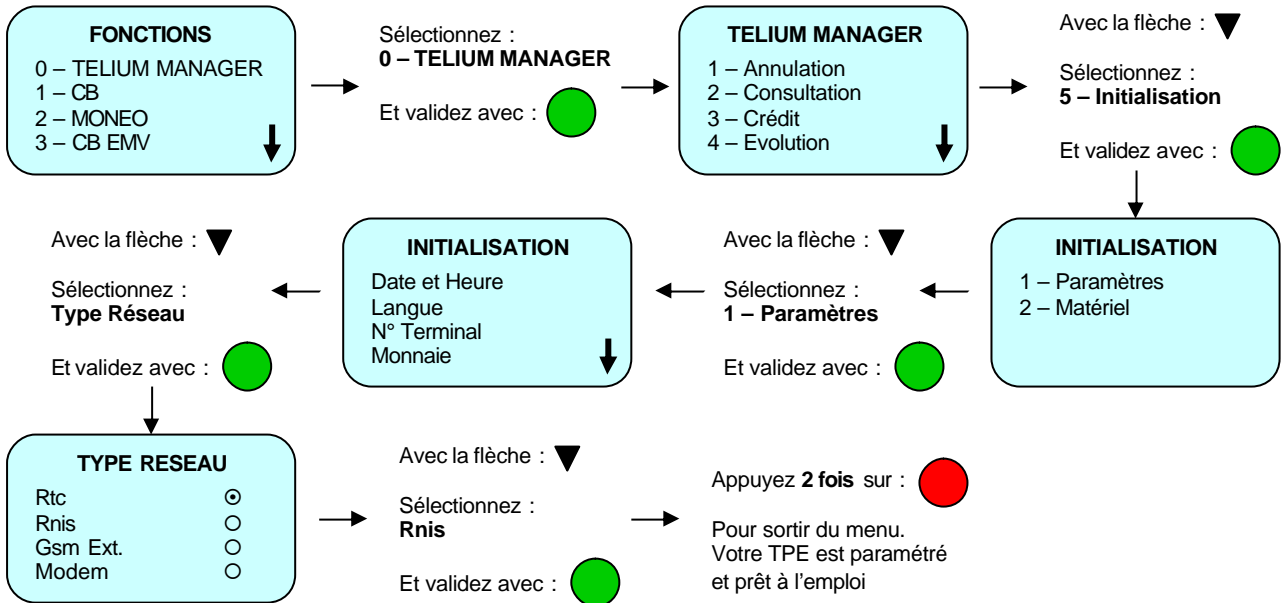 FONCTIONS
0 – TELIUM MANAGER
1 – CB
2 – MONEO
3 – CB EMV
Sélectionnez :
0 – TELIUM MANAGER
Et validez avec :
TELIUM MANAGER
1 – Annulation
2 – Consultation
3 – Crédit
4 – Evolution
Avec la flèche :
Sélectionnez :
5 – Initialisation
Et validez avec :
INITIALISATION
1 – Paramètres
2 – Matériel
Avec la flèche :
Sélectionnez :
1 – Paramètres
Et validez avec :
INITIALISATION
Date et Heure
Langue
N° Terminal
Monnaie
Avec la flèche :
Sélectionnez :
Type Réseau
Et validez avec :
TYPE RESEAU
Rtc
Rnis
Gsm Ext.
Modem
Avec la flèche :
Sélectionnez :
Rnis
Et validez avec :
Appuyez 2 fois sur :
Pour sortir du menu.
Votre TPE est paramétré
et prêt à l'emploi